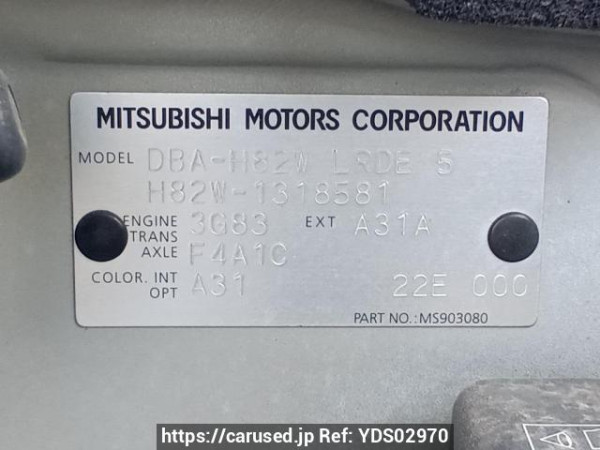 MITSUBISHI MOTORS CORPORATION
MODEL DBA-H82W LRDE 5
H82W-1318581
ENGINE 3G83 EXT A31A
TRANS
AXLE F4A1C
COLOR. INT A31 22E 000
OPT
PART NO.:MS903080
https://carused.jp Ref: YDS02970